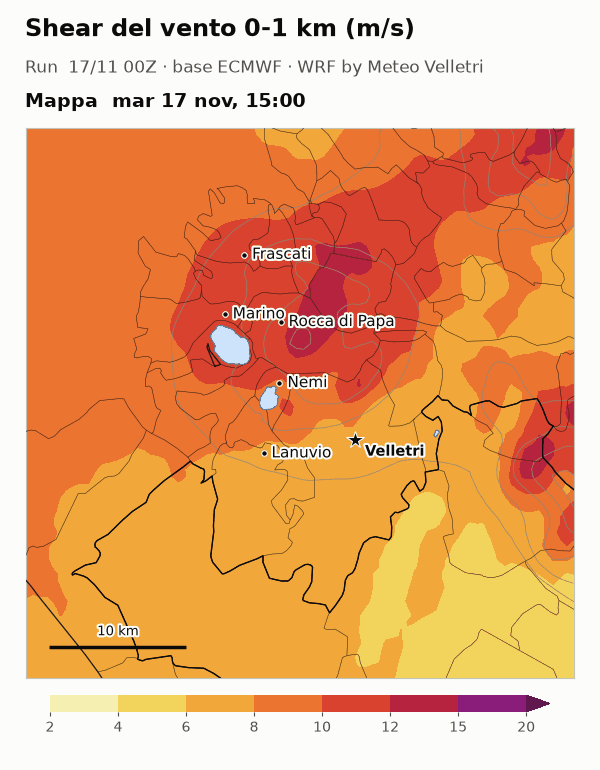 Shear del vento 0-1 km (m/s)
Run  17/11 00Z · base ECMWF · WRF by Meteo Velletri
Mappa  mar 17 nov, 15:00
Frascati
Marino
Rocca di Papa
Nemi
Velletri
Lanuvio
10 km
2 4 6 8 10 12 15 20